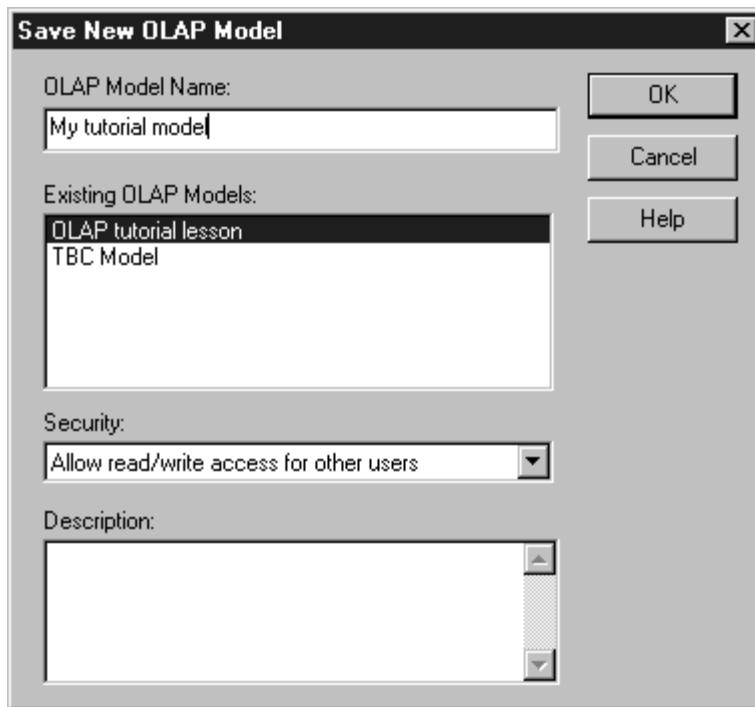 Save New OLAP Model
OLAP Model Name:
OK
My tutorial model
Cancel
Existing OLAP Models:
Help
OLAP tutorial lesson
TBC Model
Security:
Allow read/write access for other users
Description: